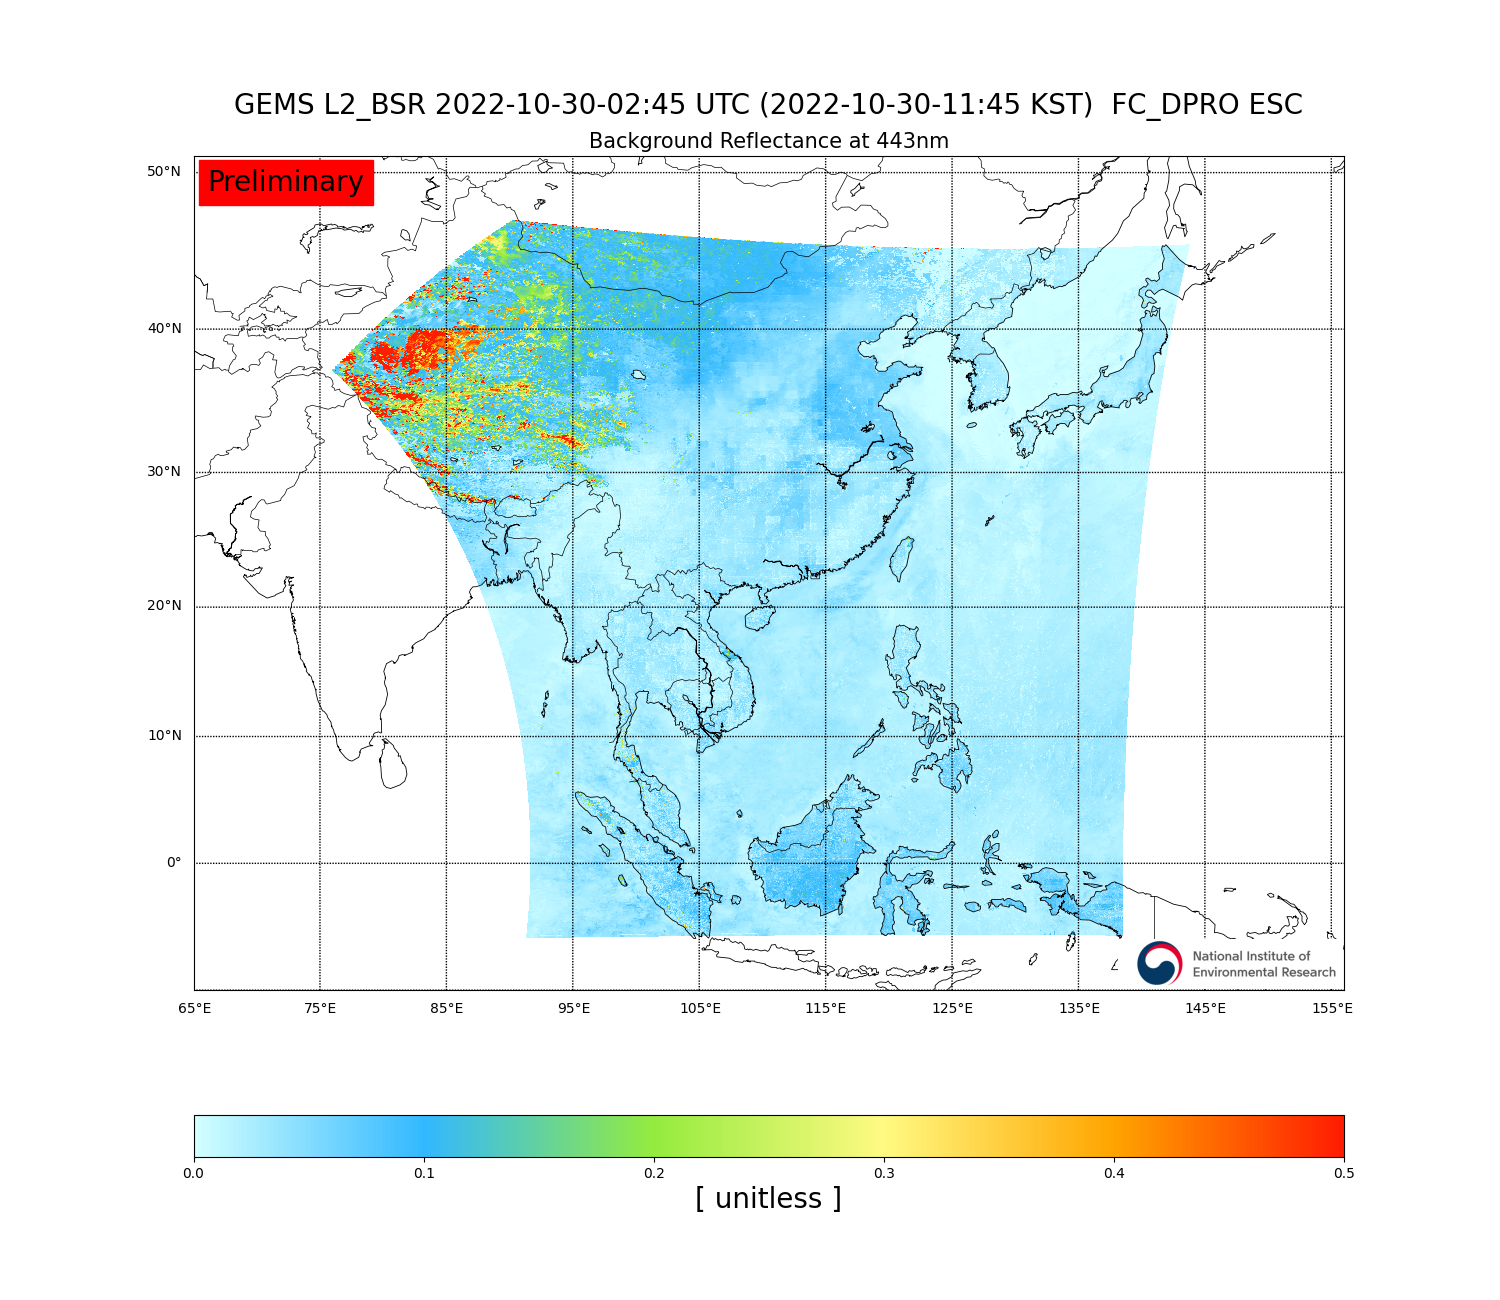 GEMS L2_BSR 2022-10-30-02:45 UTC (2022-10-30-11:45 KST)  FC_DPRO ESC
Background Reflectance at 443nm
Preliminary
50°N
40°N
30°N
20°N
10°N
0°
National Institute of
Environmental Research
65°E 75°E 85°E 95°E 105°E 115°E 125°E 135°E 145°E 155°E
0.0 0.1 0.2 0.3 0.4 0.5
[ unitless ]